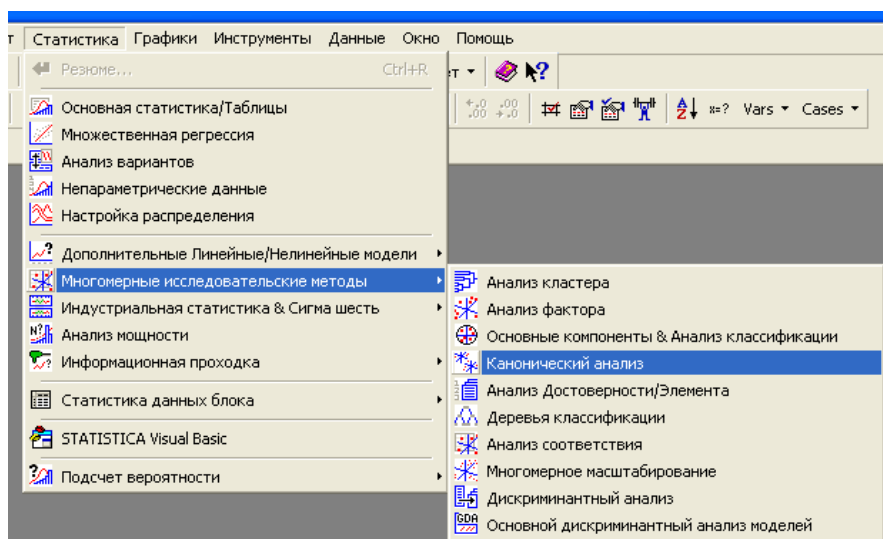 т Статистика Графики Инструменты Данные Окно Помощь
Резюме... Ctrl+R
ет
Основная статистика/Таблицы
x=? Vars Cases
Множественная регрессия
Анализ вариантов
Непараметрические данные
Настройка распределения
Дополнительные Линейные/Нелинейные модели
Многомерные исследовательские методы
Индустриальная статистика & Сигма шесть
Анализ мощности
Информационная проходка
Статистика данных блока
STATISTICA Visual Basic
Подсчет вероятности
Анализ кластера
Анализ фактора
Основные компоненты & Анализ классификации
Канонический анализ
Анализ Достоверности/Элемента
Деревья классификации
Анализ соответствия
Многомерное масштабирование
Дискриминантный анализ
GDA Основной дискриминантный анализ моделей